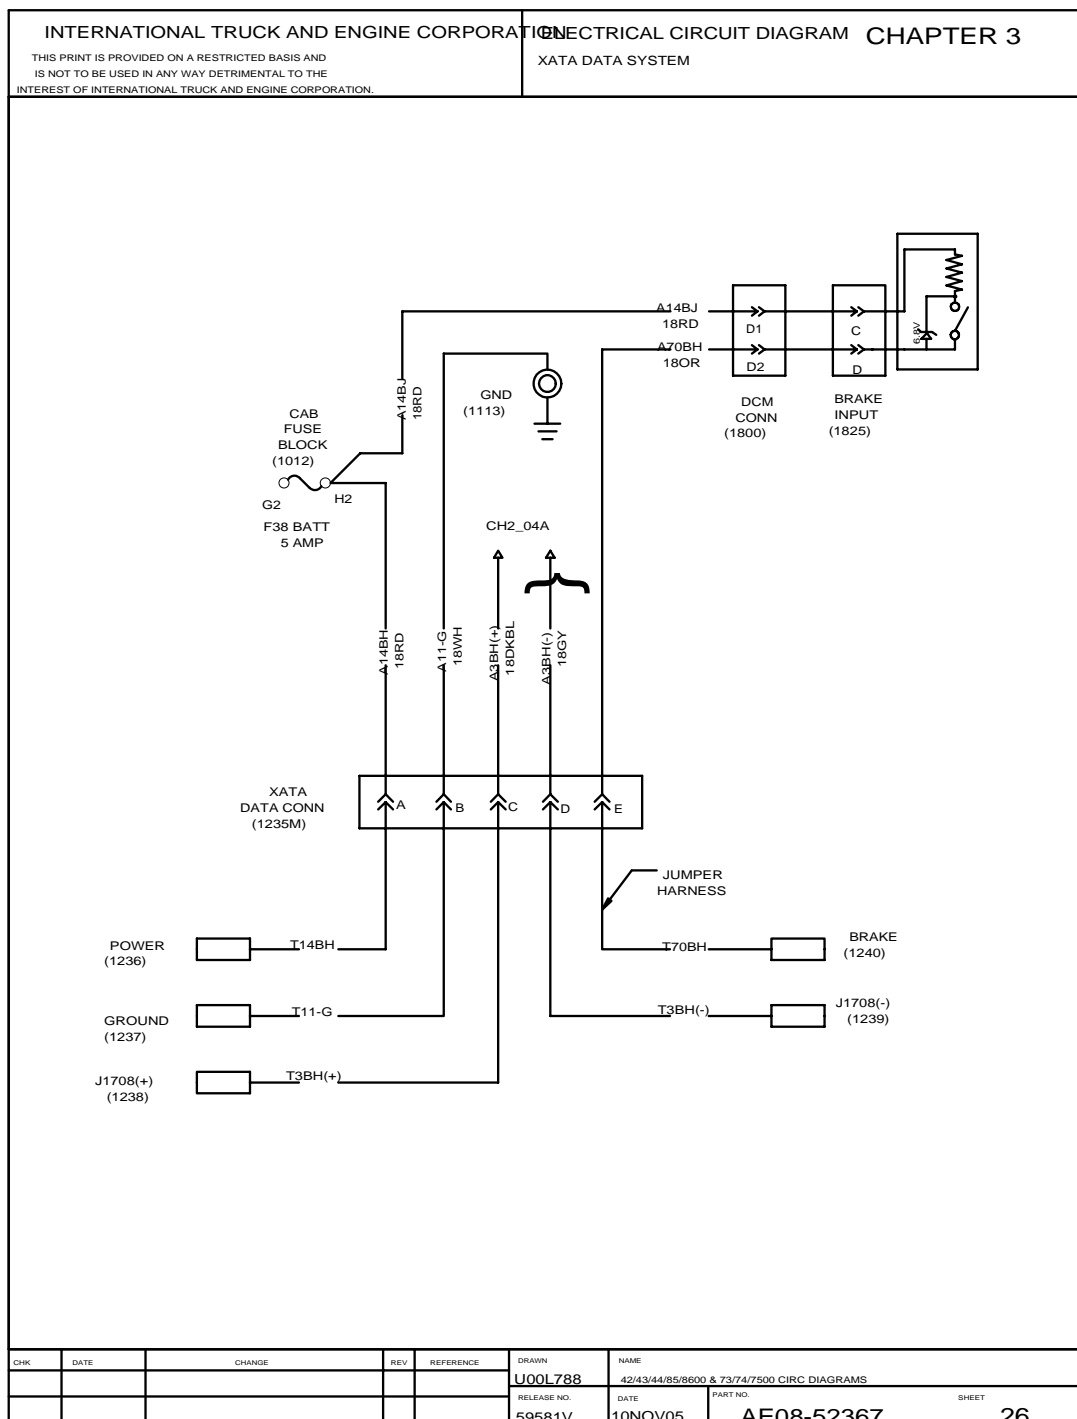 INTERNATIONAL TRUCK AND ENGINE CORPORATION
THIS PRINT IS PROVIDED ON A RESTRICTED BASIS AND
IS NOT TO BE USED IN ANY WAY DETRIMENTAL TO THE
INTEREST OF INTERNATIONAL TRUCK AND ENGINE CORPORATION.
ELECTRICAL CIRCUIT DIAGRAM
CHAPTER 3
XATA DATA SYSTEM
A14BJ
18RD
A70BH
18OR
D1
D2
C
D
6.8V
DCM
CONN
(1800)
BRAKE
INPUT
(1825)
A14BJ
18RD
GND
(1113)
CAB
FUSE
BLOCK
(1012)
G2
H2
F38 BATT
5 AMP
CH2_04A
A14BH
18RD
A11-G
18WH
A3BH(+)
18DKBL
A3BH(-)
18GY
XATA
DATA CONN
(1235M)
A
B
C
D
E
JUMPER
HARNESS
POWER
(1236)
T14BH
T70BH
BRAKE
(1240)
GROUND
(1237)
T11-G
T3BH(-)
J1708(-)
(1239)
J1708(+)
(1238)
T3BH(+)
CHK
DATE
CHANGE
REV
REFERENCE
DRAWN
U00L788
NAME
42/43/44/85/8600 & 73/74/7500 CIRC DIAGRAMS
RELEASE NO.
59581V
DATE
10NOV05
PART NO.
AE08-52367
SHEET
26